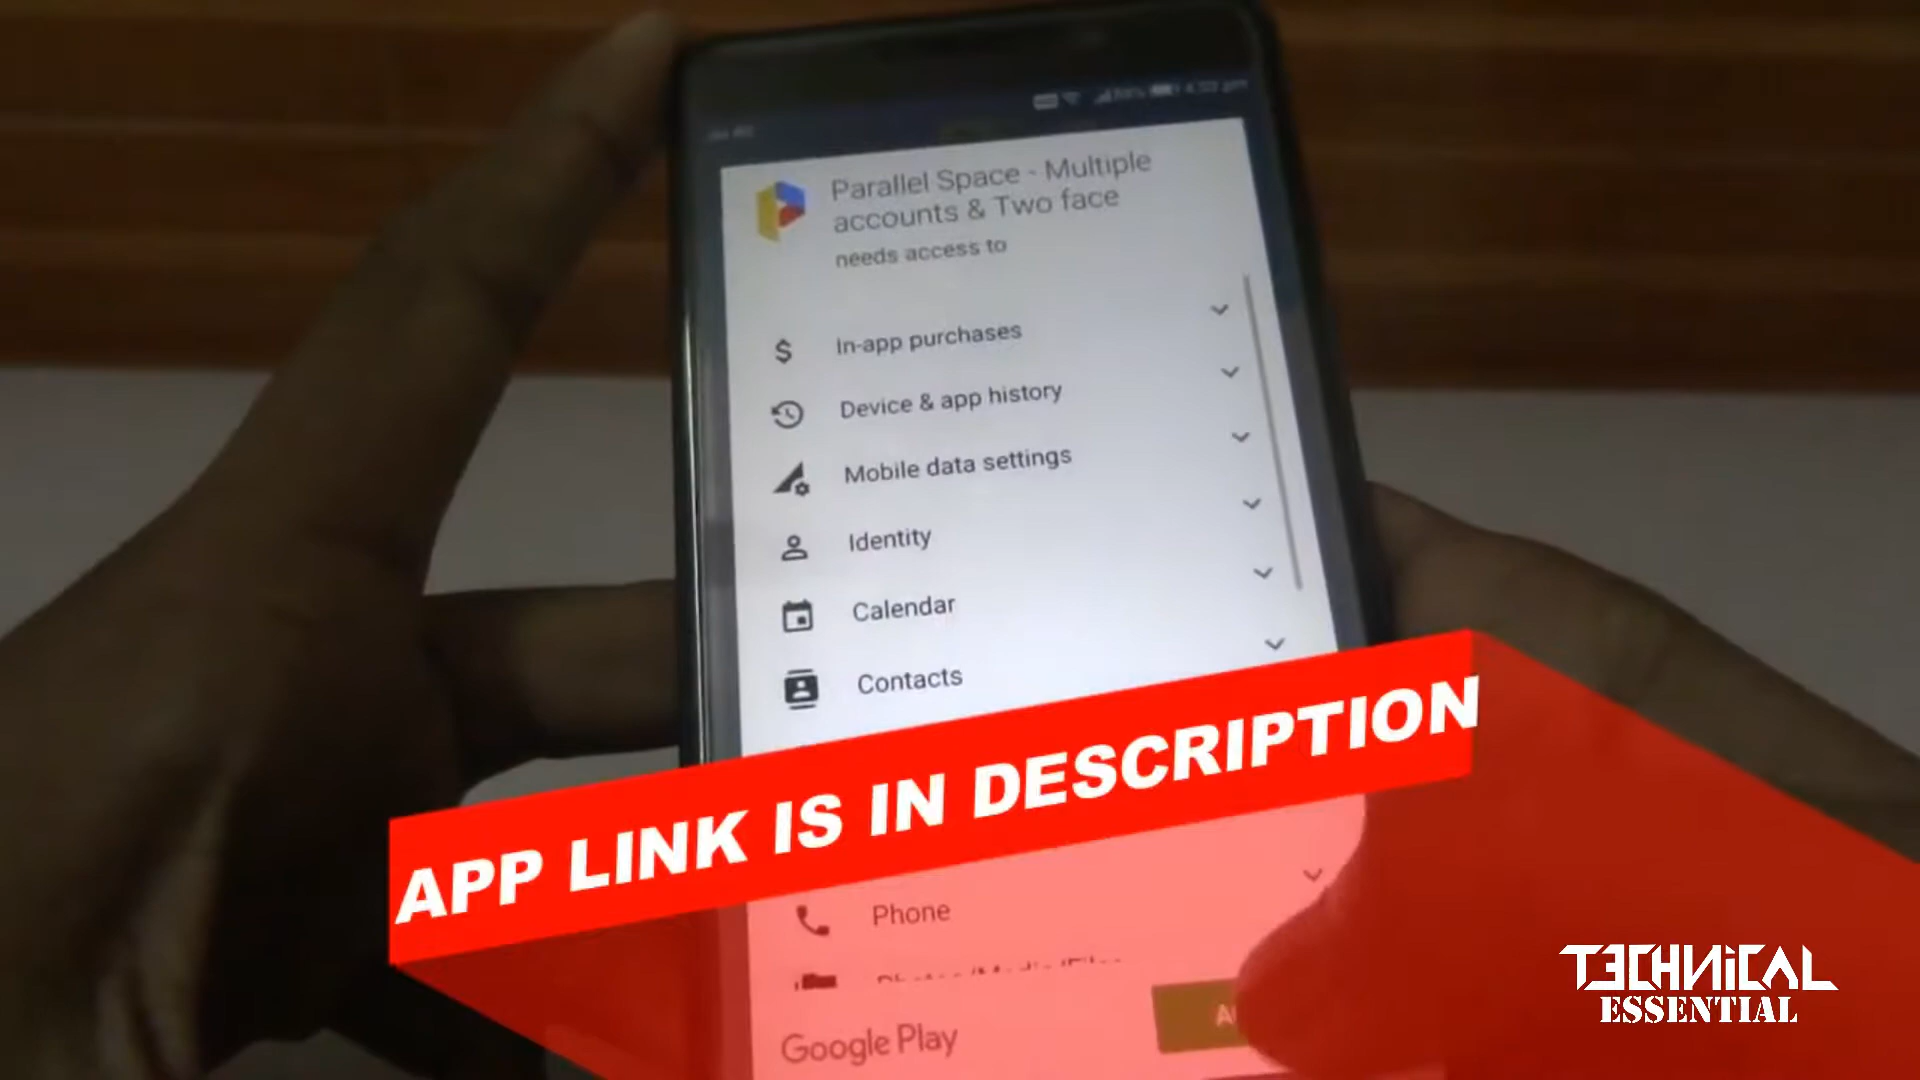 Parallel Space - Multiple
accounts & Two face
needs access to
In-app purchases
Device & app history
Mobile data settings
Identity
Calendar
Contacts
APP LINK IS IN DESCRIPTION
Phone
Google Play
TECHNICAL
ESSENTIAL